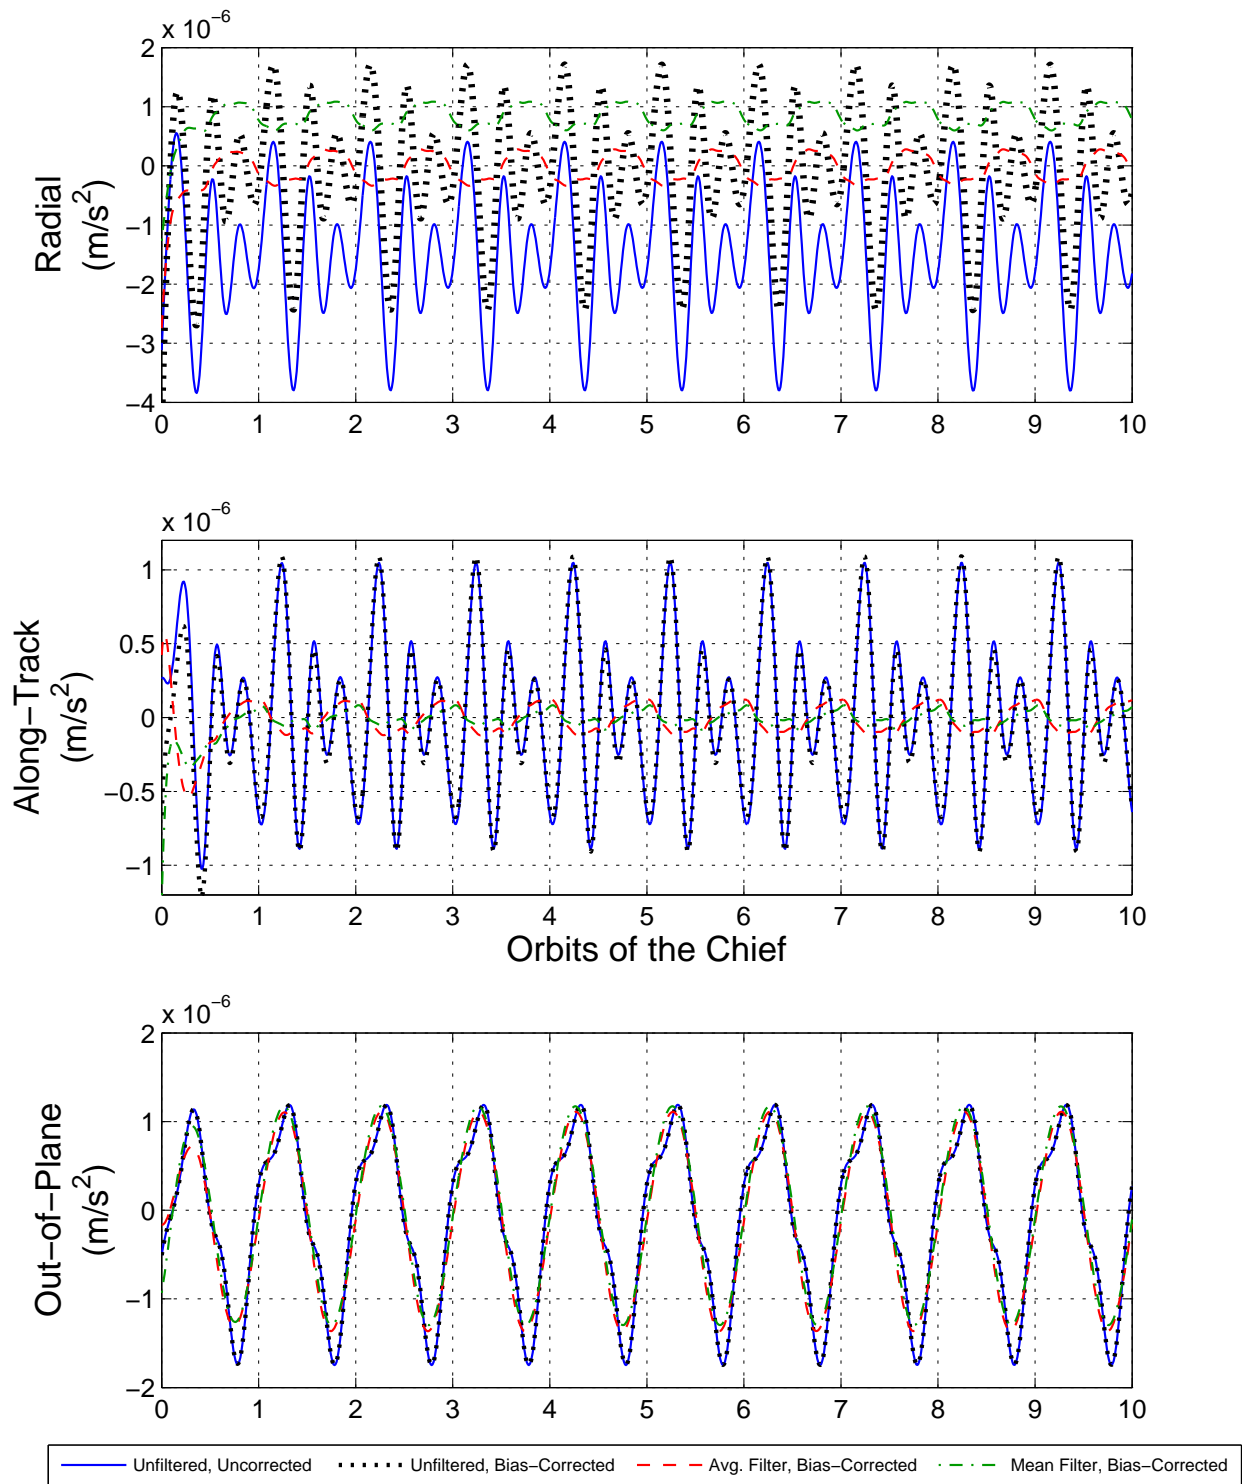 x 10^-6
2
1
0
−1
−2
−3
−4
Radial
(m/s^2)
0 1 2 3 4 5 6 7 8 9 10
x 10^-6
1
0.5
0
−0.5
−1
Along−Track
(m/s^2)
0 1 2 3 4 5 6 7 8 9 10
Orbits of the Chief
x 10^-6
2
1
0
−1
−2
Out−of−Plane
(m/s^2)
0 1 2 3 4 5 6 7 8 9 10
Unfiltered, Uncorrected Unfiltered, Bias−Corrected Avg. Filter, Bias−Corrected Mean Filter, Bias−Corrected